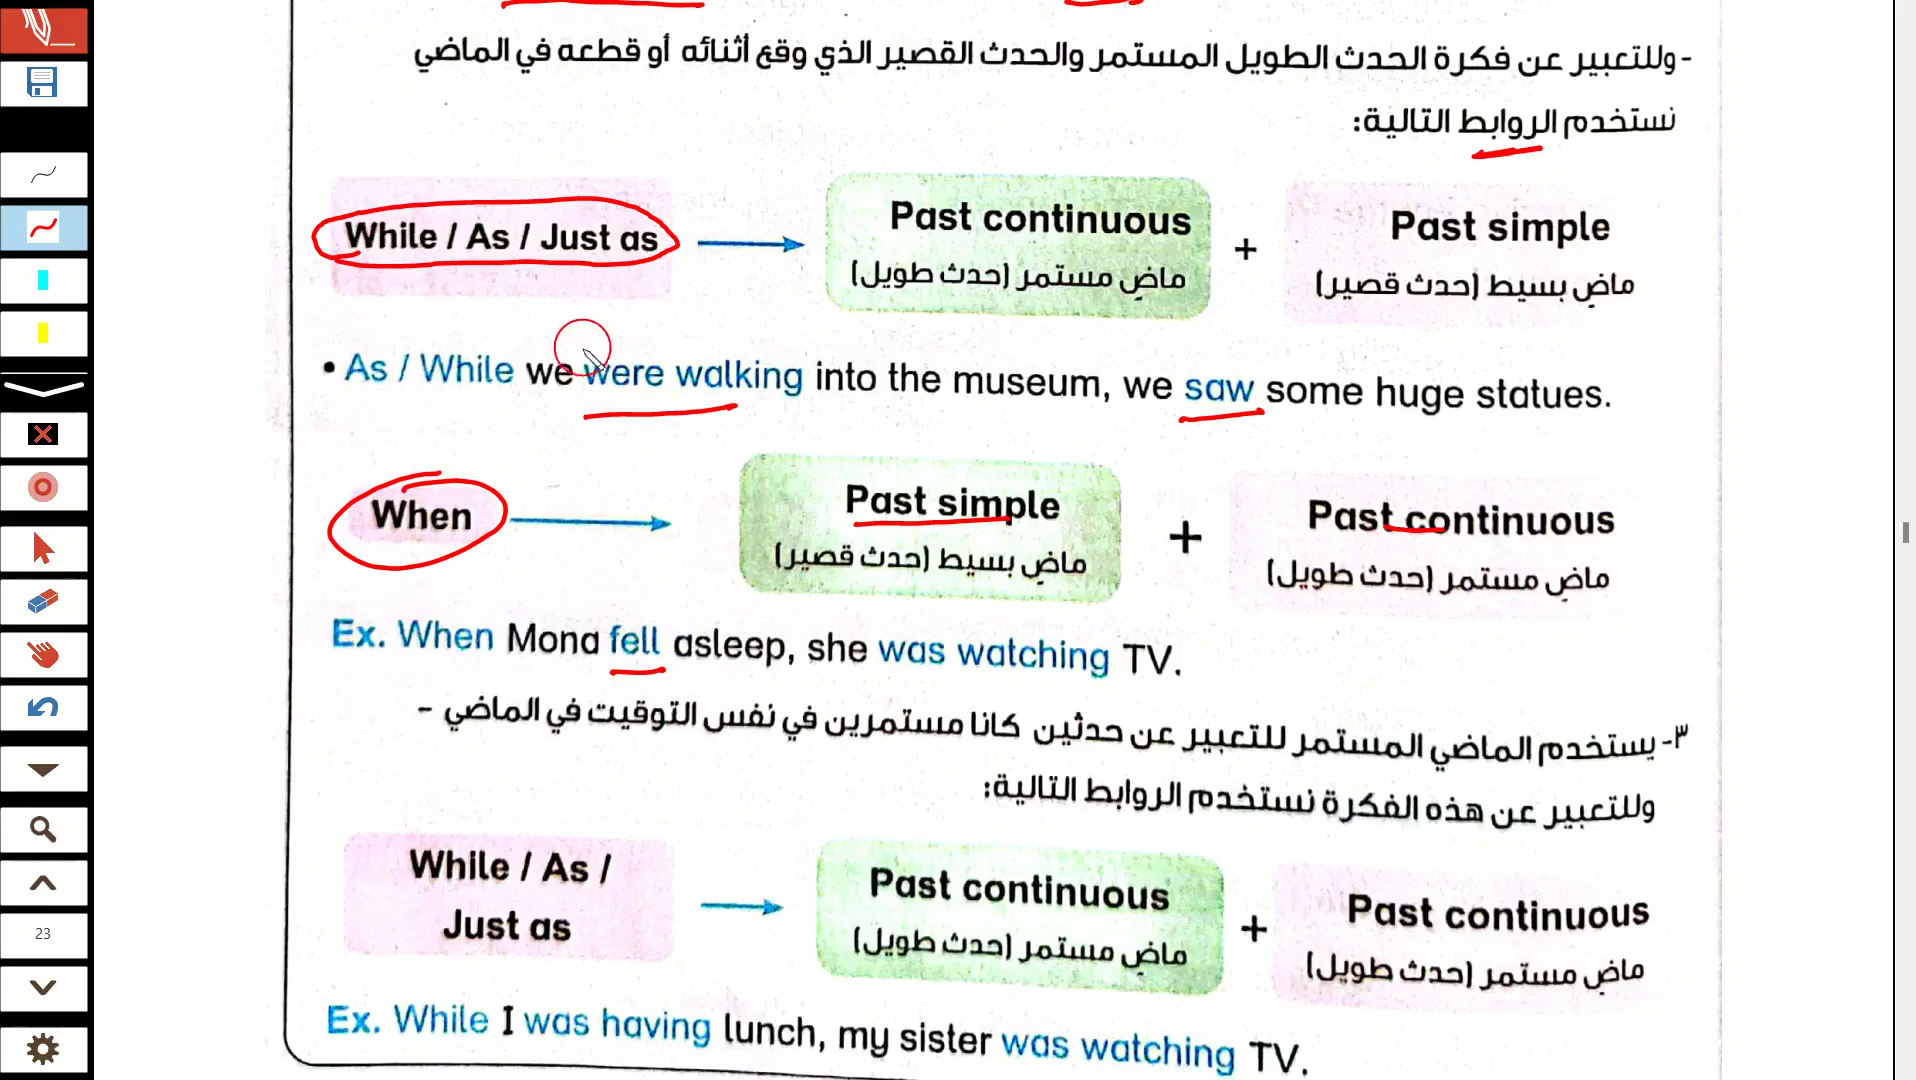 - وللتعبير عن فكرة الحدث الطويل المستمر والحدث القصير الذي وقع أثنائه أو قطعه في الماضي
نستخدم الروابط التالية:
While / As / Just as
Past continuous
ماضٍ مستمر (حدث طويل)
+
Past simple
ماضٍ بسيط (حدث قصير)
• As / While we were walking into the museum, we saw some huge statues.
When
Past simple
ماضٍ بسيط (حدث قصير)
+
Past continuous
ماضٍ مستمر (حدث طويل)
Ex. When Mona fell asleep, she was watching TV.
٣- يستخدم الماضي المستمر للتعبير عن حدثين كانا مستمرين في نفس التوقيت في الماضي -
وللتعبير عن هذه الفكرة نستخدم الروابط التالية:
While / As /
Just as
Past continuous
ماضٍ مستمر (حدث طويل)
+
Past continuous
ماضٍ مستمر (حدث طويل)
Ex. While I was having lunch, my sister was watching TV.
23